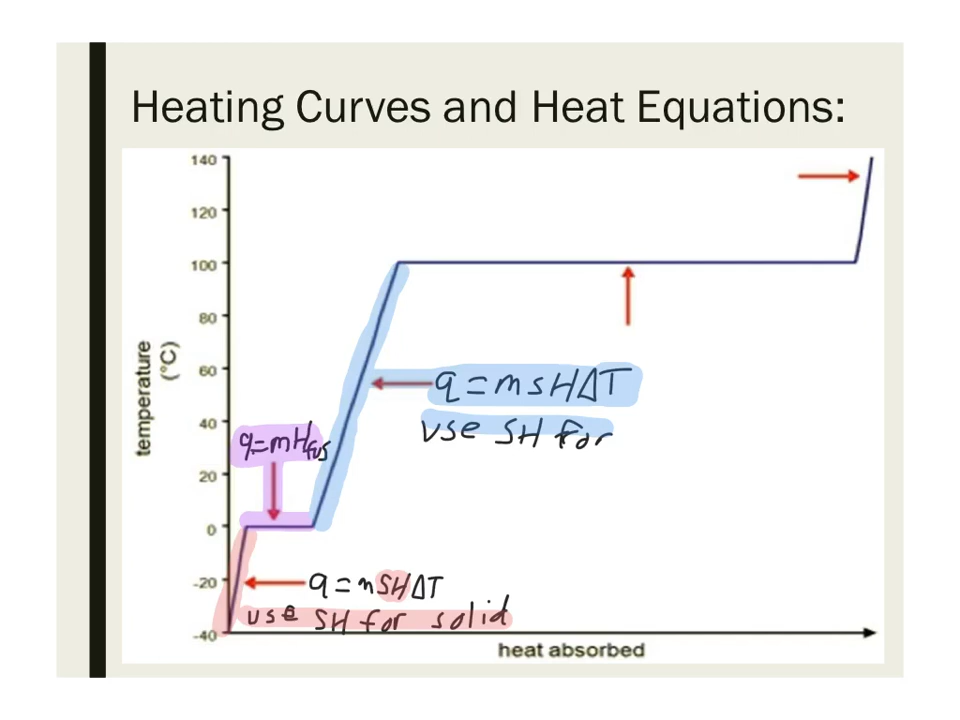 Heating Curves and Heat Equations:
140
120
100
80
60
40
20
0
-20
-40
temperature
(°C)
q=mHfus
q=msHΔT
use SH for
q=mSHΔT
use SH for solid
heat absorbed